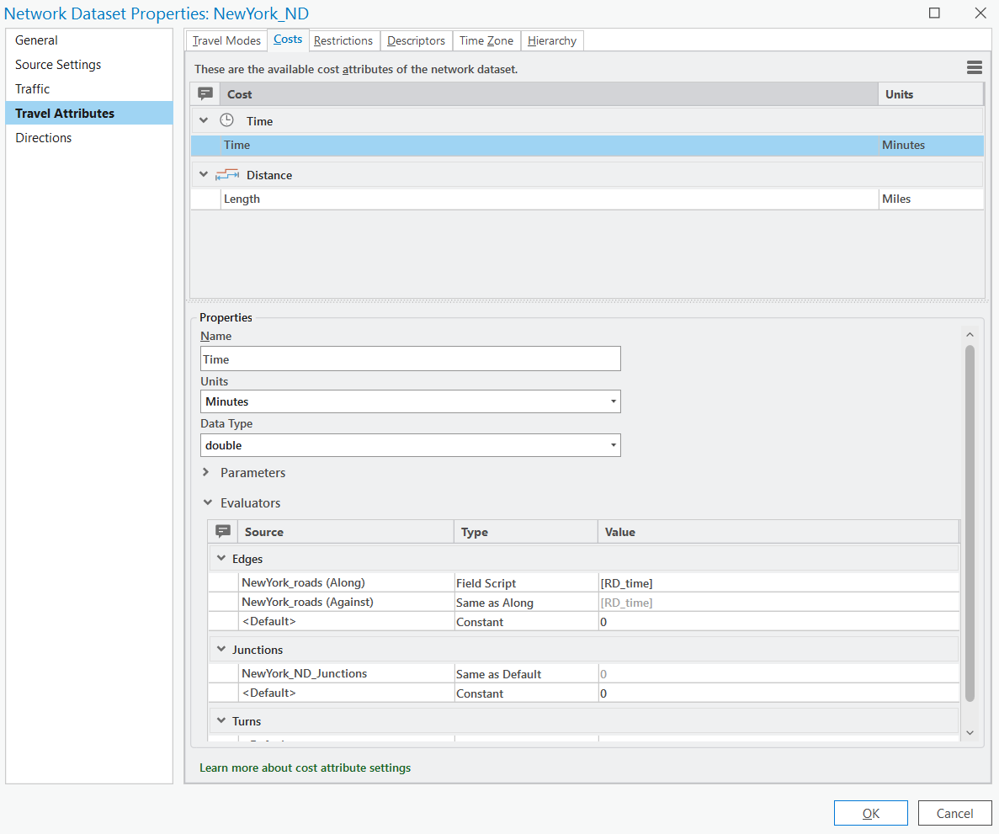 Network Dataset Properties: NewYork_ND
General
Source Settings
Traffic
Travel Attributes
Directions
Travel Modes Costs Restrictions Descriptors Time Zone Hierarchy
These are the available cost attributes of the network dataset.
Cost Units
Time
Time Minutes
Distance
Length Miles
Properties
Name
Time
Units
Minutes
Data Type
double
Parameters
Evaluators
Source Type Value
Edges
NewYork_roads (Along) Field Script [RD_time]
NewYork_roads (Against) Same as Along [RD_time]
<Default> Constant 0
Junctions
NewYork_ND_Junctions Same as Default 0
<Default> Constant 0
Turns
Learn more about cost attribute settings
OK Cancel